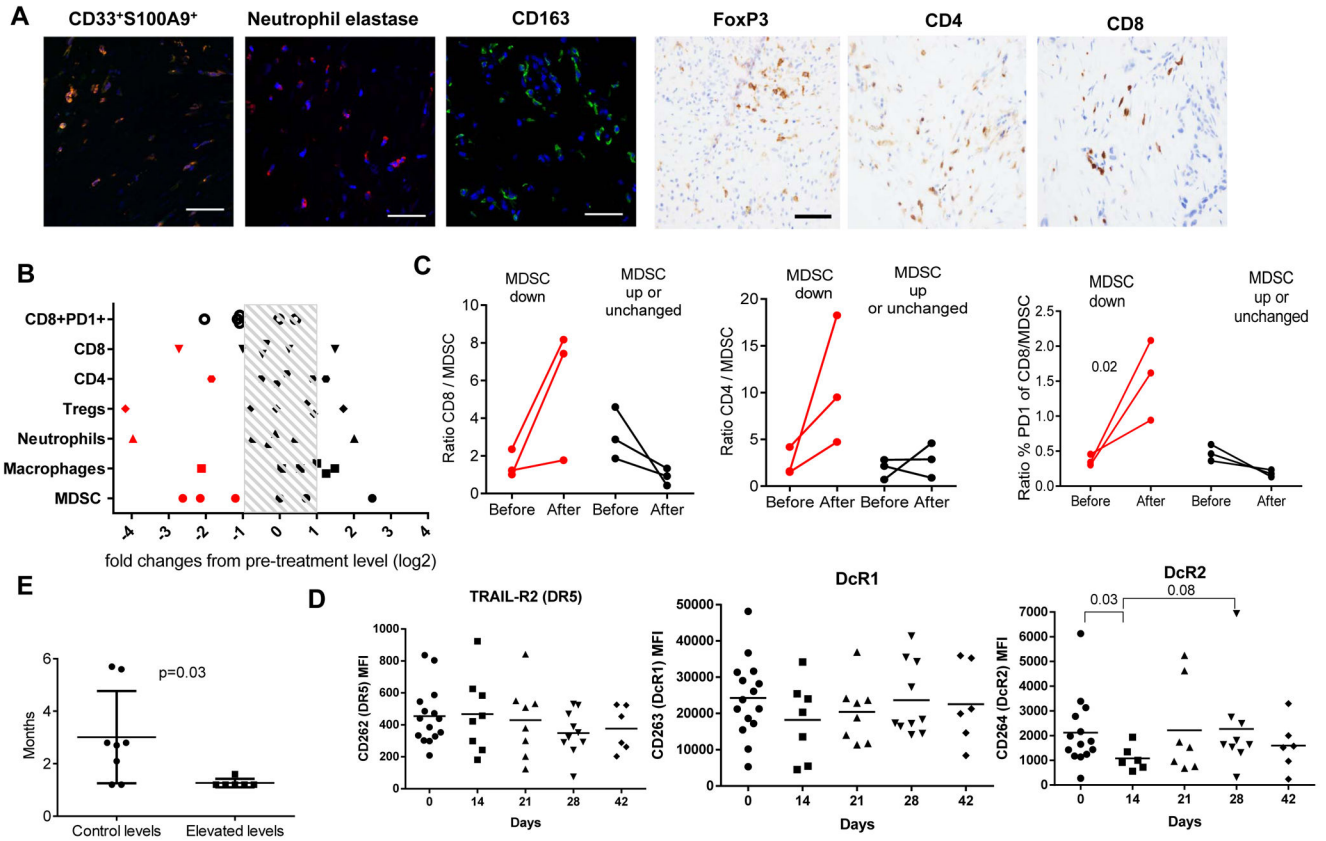 A
CD33+S100A9+
Neutrophil elastase
CD163
FoxP3
CD4
CD8
B
CD8+PD1+
CD8
CD4
Tregs
Neutrophils
Macrophages
MDSC
-4 -3 -2 -1 0 1 2 3 4
fold changes from pre-treatment level (log2)
C
MDSC
down
MDSC
up or
unchanged
Ratio CD8 / MDSC
10
8
6
4
2
0
Before After Before After
MDSC
down
MDSC
up
or unchanged
Ratio CD4 / MDSC
20
15
10
5
0
Before After Before After
MDSC
down
MDSC
up or
unchanged
0.02
Ratio % PD1 of CD8/MDSC
2.5
2.0
1.5
1.0
0.5
0.0
Before After Before After
E
p=0.03
Months
6
4
2
0
Control levels Elevated levels
D
TRAIL-R2 (DR5)
CD262 (DR5) MFI
1000
800
600
400
200
0
0 14 21 28 42
Days
DcR1
CD263 (DcR1) MFI
50000
40000
30000
20000
10000
0
0 14 21 28 42
Days
DcR2
0.03
0.08
CD264 (DcR2) MFI
7000
6000
5000
4000
3000
2000
1000
0
0 14 21 28 42
Days